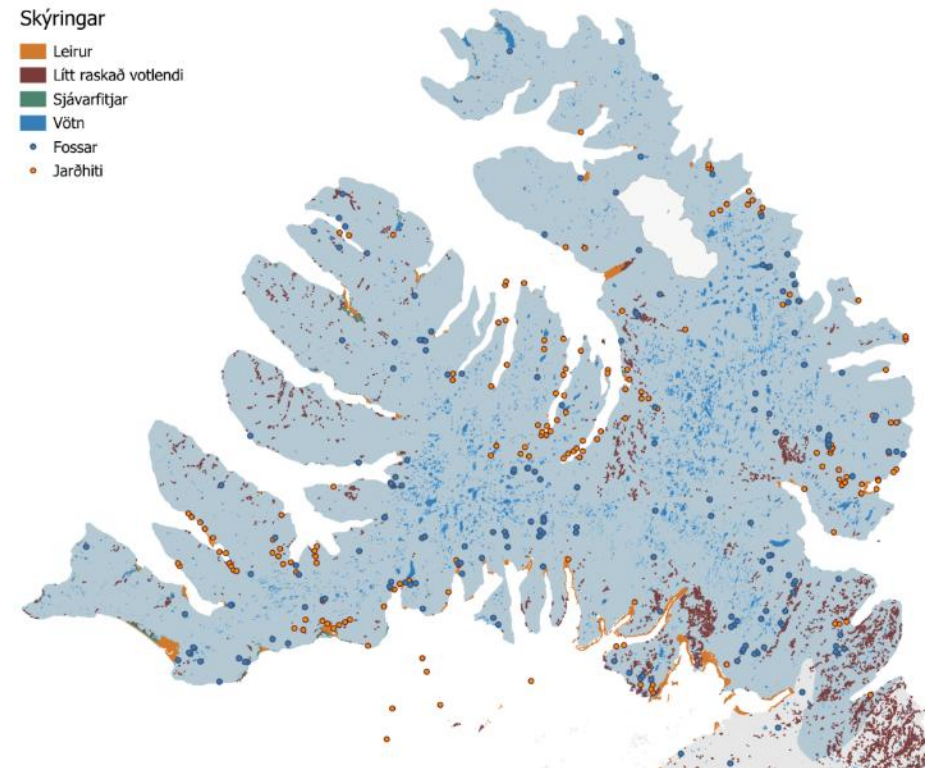 Skýringar
Leirur
Lítt raskað votlendi
Sjávarfitjar
Vötn
Fossar
Jarðhiti